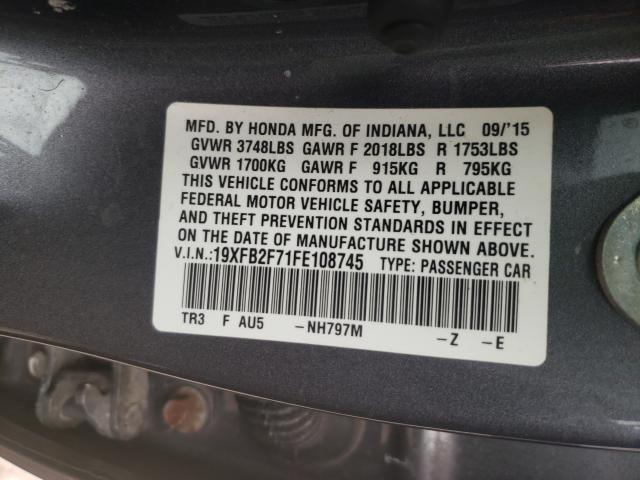 MFD. BY HONDA MFG. OF INDIANA, LLC 09/'15
GVWR 3748LBS GAWR F 2018LBS R 1753LBS
GVWR 1700KG GAWR F 915KG R 795KG
THIS VEHICLE CONFORMS TO ALL APPLICABLE
FEDERAL MOTOR VEHICLE SAFETY, BUMPER,
AND THEFT PREVENTION STANDARDS IN EFFECT
ON THE DATE OF MANUFACTURE SHOWN ABOVE.
V.I.N.:19XFB2F71FE108745 TYPE: PASSENGER CAR
TR3 F AU5 -NH797M -Z -E